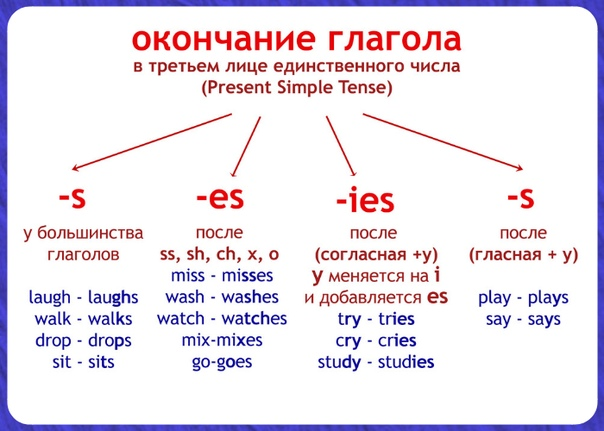 окончание глагола
в третьем лице единственного числа
(Present Simple Tense)
-s
у большинства
глаголов
laugh - laughs
walk - walks
drop - drops
sit - sits
-es
после
ss, sh, ch, x, o
miss - misses
wash - washes
watch - watches
mix-mixes
go-goes
-ies
после
(согласная +y)
y меняется на i
и добавляется es
try - tries
cry - cries
study - studies
-s
после
(гласная + y)
play - plays
say - says